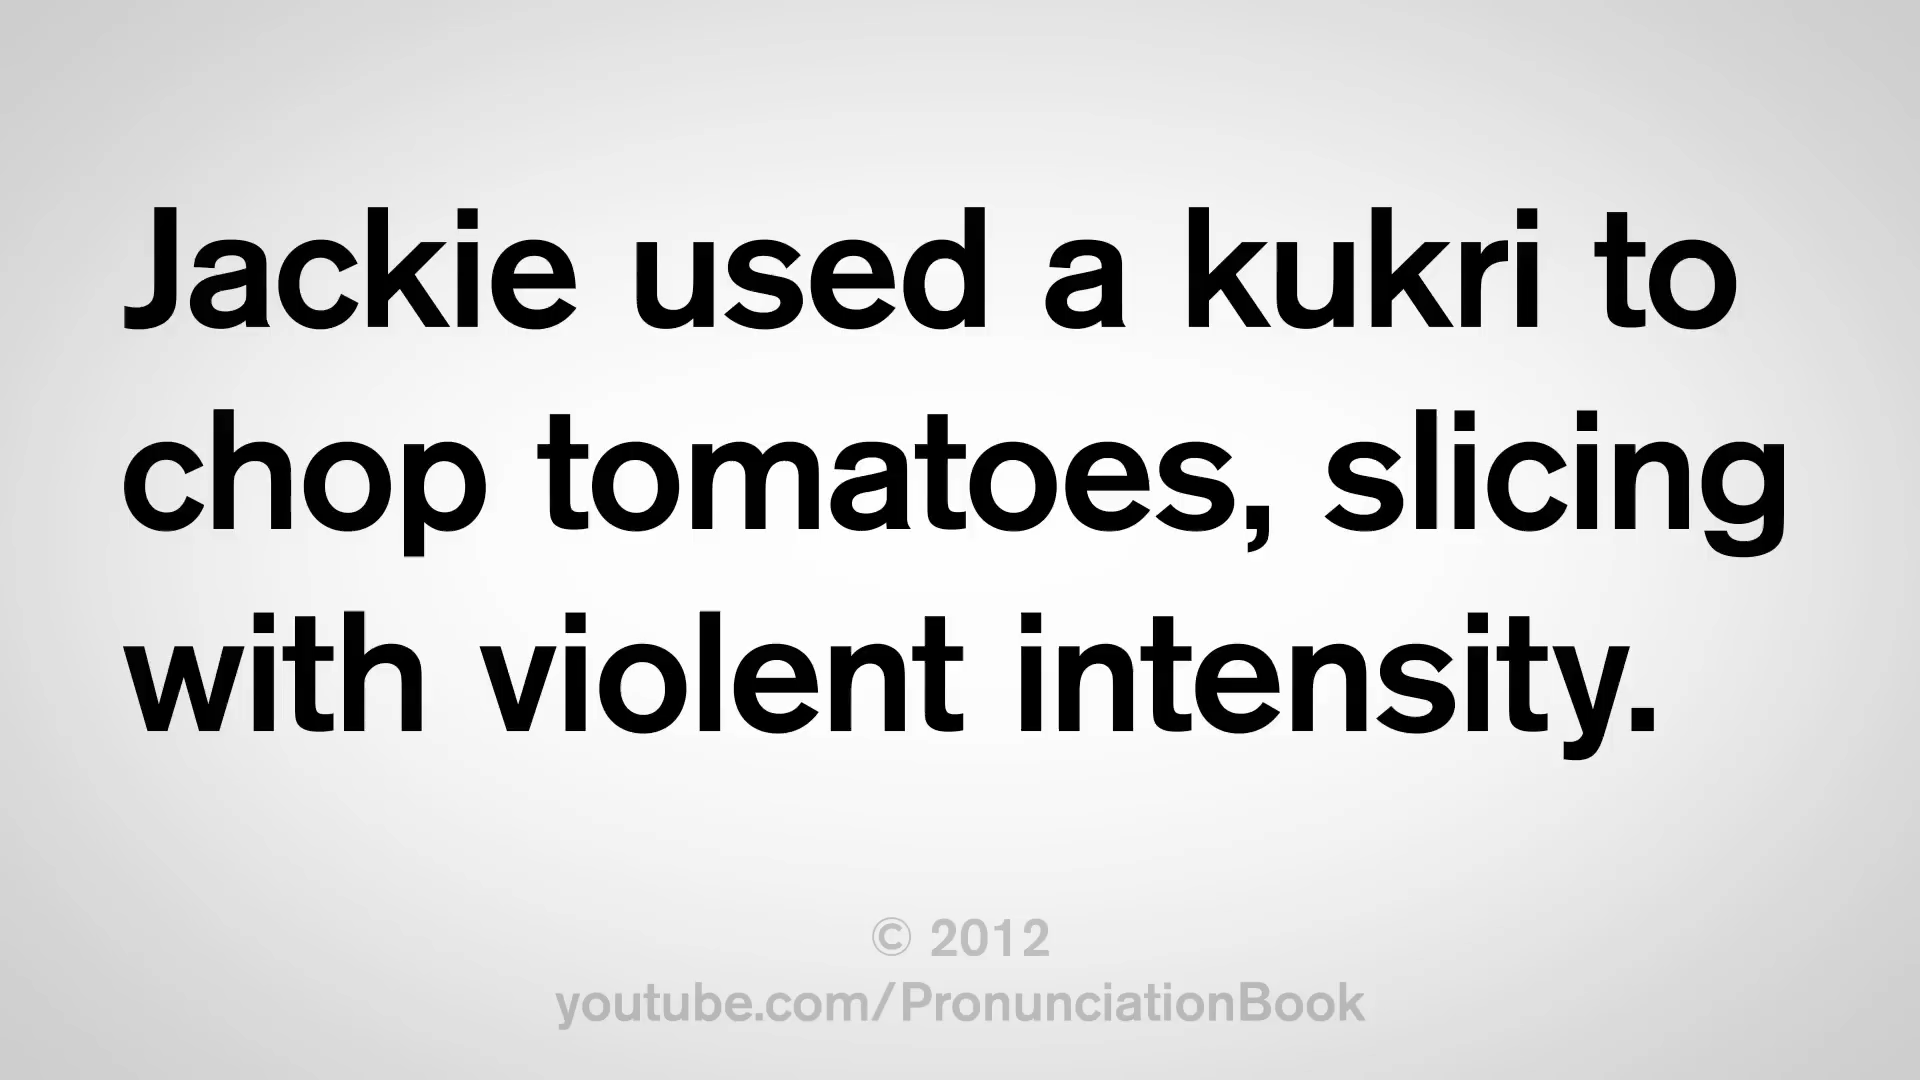 Jackie used a kukri to
chop tomatoes, slicing
with violent intensity.
© 2012
youtube.com/PronunciationBook